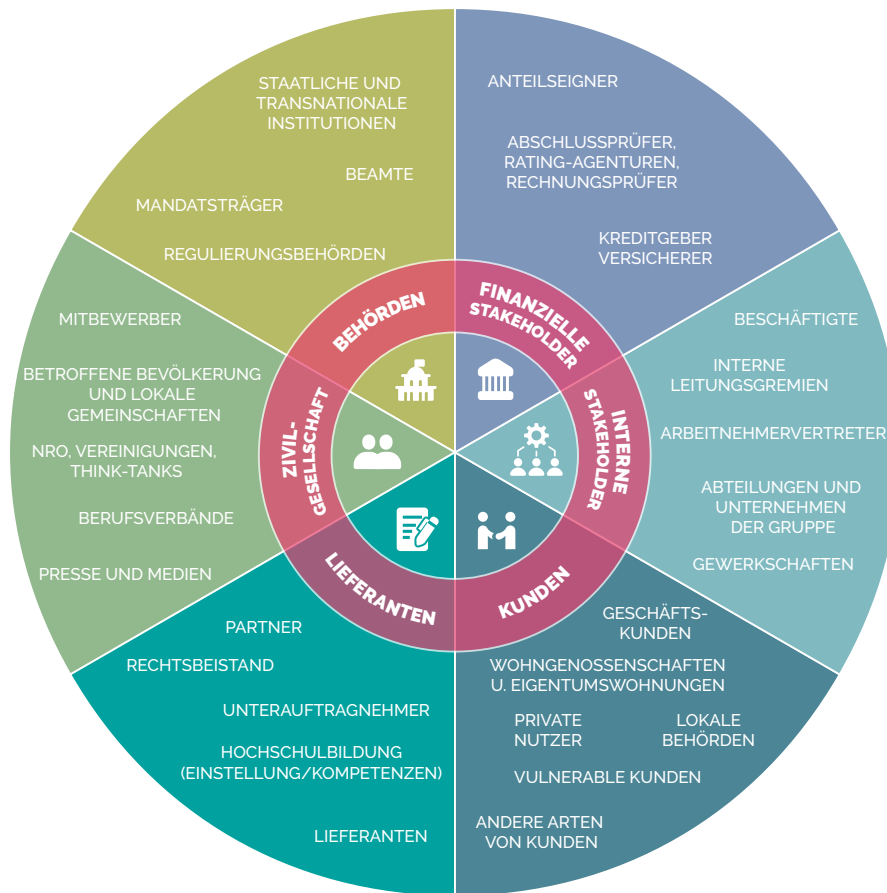 STAATLICHE UND
TRANSNATIONALE
INSTITUTIONEN
BEAMTE
MANDATSTRÄGER
REGULIERUNGSBEHÖRDEN
BEHÖRDEN
ANTEILSEIGNER
ABSCHLUSSPRÜFER,
RATING-AGENTUREN,
RECHNUNGSPRÜFER
KREDITGEBER
VERSICHERER
FINANZIELLE
STAKEHOLDER
BESCHÄFTIGTE
INTERNE
LEITUNGSGREMIEN
ARBEITNEHMERVERTRETER
ABTEILUNGEN UND
UNTERNEHMEN
DER GRUPPE
GEWERKSCHAFTEN
INTERNE
STAKEHOLDER
KUNDEN
GESCHÄFTS-
KUNDEN
WOHNGENOSSENSCHAFTEN
U. EIGENTUMSWOHNUNGEN
PRIVATE
NUTZER
LOKALE
BEHÖRDEN
VULNERABLE KUNDEN
ANDERE ARTEN
VON KUNDEN
LIEFERANTEN
PARTNER
RECHTSBEISTAND
UNTERAUFTRAGNEHMER
HOCHSCHULBILDUNG
(EINSTELLUNG/KOMPETENZEN)
LIEFERANTEN
ZIVIL-
GESELLSCHAFT
MITBEWERBER
BETROFFENE BEVÖLKERUNG
UND LOKALE
GEMEINSCHAFTEN
NRO, VEREINIGUNGEN,
THINK-TANKS
BERUFSVERBÄNDE
PRESSE UND MEDIEN